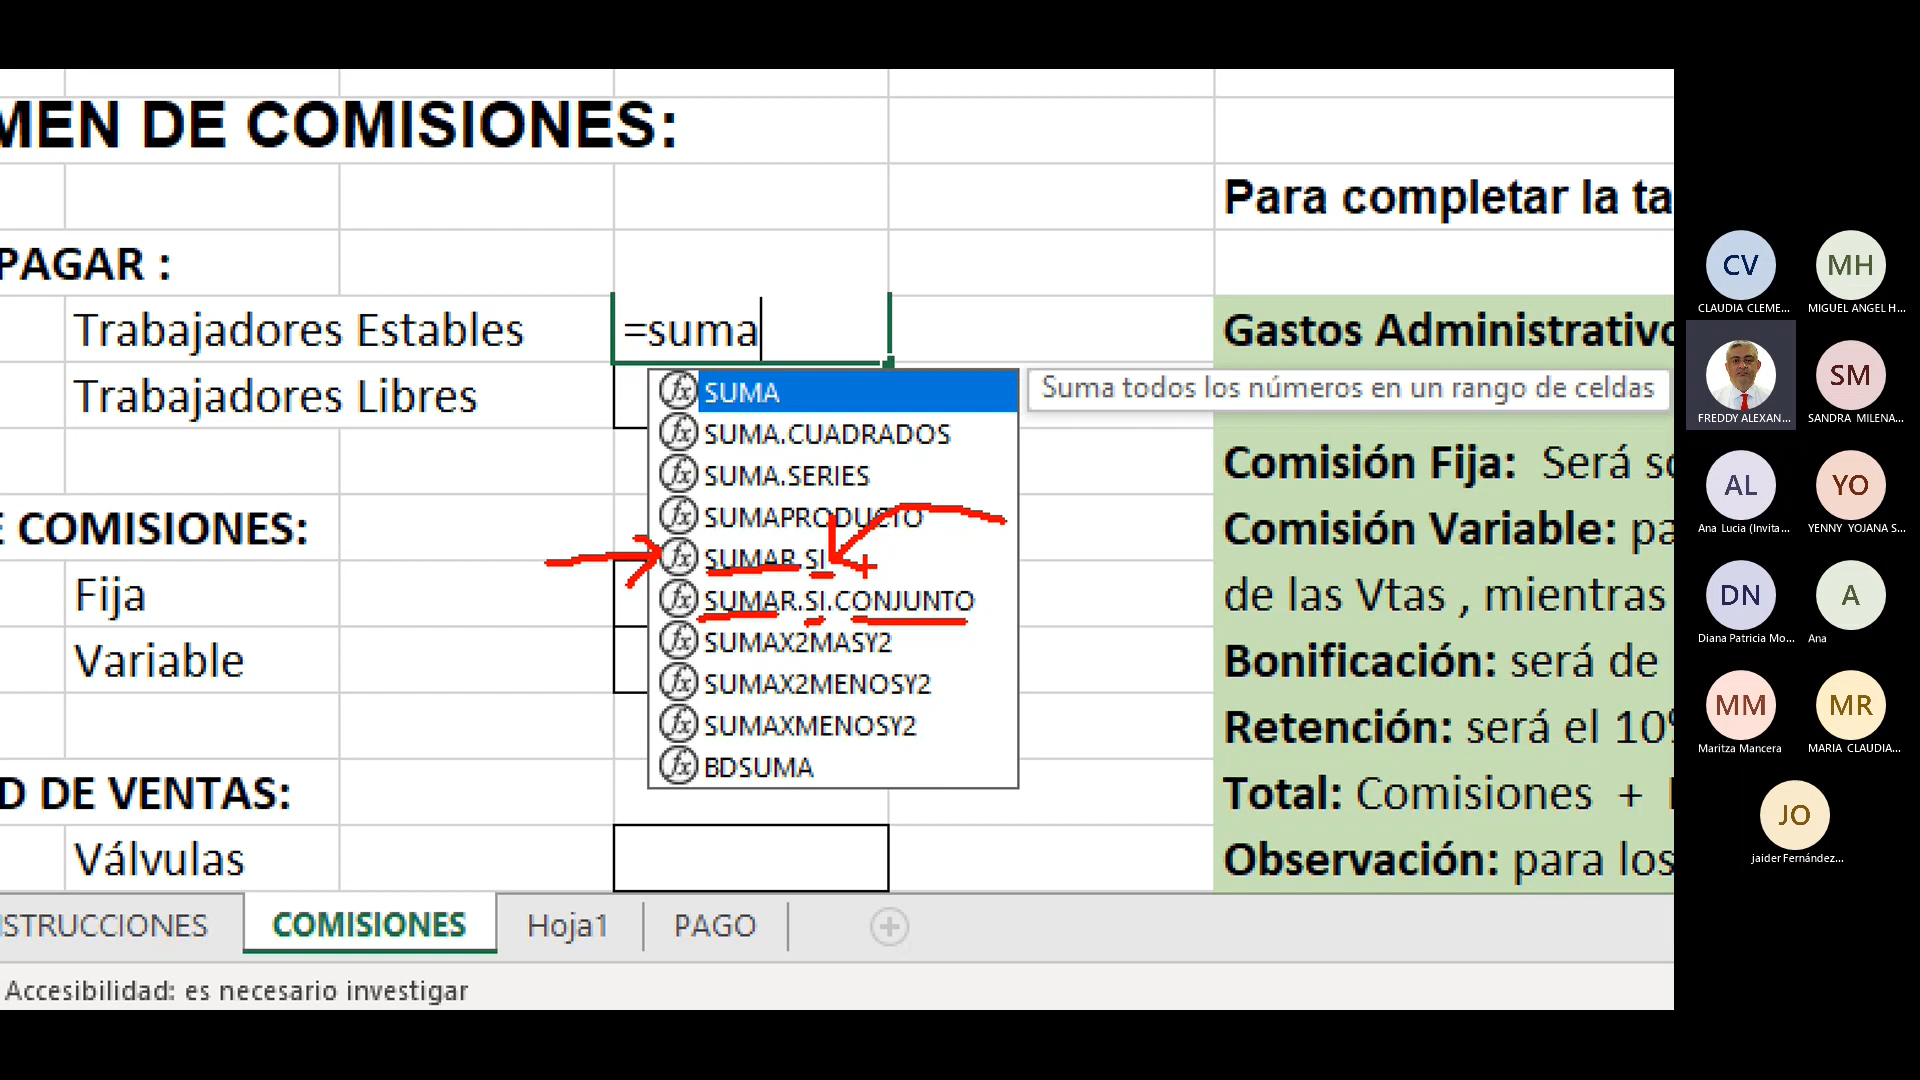 MEN DE COMISIONES:
Para completar la ta
PAGAR :
Trabajadores Estables
=suma
Gastos Administrativo
Trabajadores Libres
SUMA
Suma todos los números en un rango de celdas
SUMA.CUADRADOS
SUMA.SERIES
SUMAPRODUCTO
SUMAR.SI
SUMAR.SI.CONJUNTO
SUMAX2MASY2
SUMAX2MENOSY2
SUMAXMENOSY2
BDSUMA
Comisión Fija: Será so
E COMISIONES:
Comisión Variable: pa
Fija
de las Vtas , mientras
Variable
Bonificación: será de
Retención: será el 10%
D DE VENTAS:
Total: Comisiones +
Válvulas
Observación: para los
NSTRUCCIONES
COMISIONES
Hoja1
PAGO
Accesibilidad: es necesario investigar
CV
CLAUDIA CLEME...
MH
MIGUEL ANGEL H...
FREDDY ALEXAN...
SM
SANDRA MILENA...
AL
Ana Lucia (Invita...
YO
YENNY YOJANA S...
DN
Diana Patricia Mo...
A
Ana
MM
Maritza Mancera
MR
MARIA CLAUDIA...
JO
jaider Fernández...